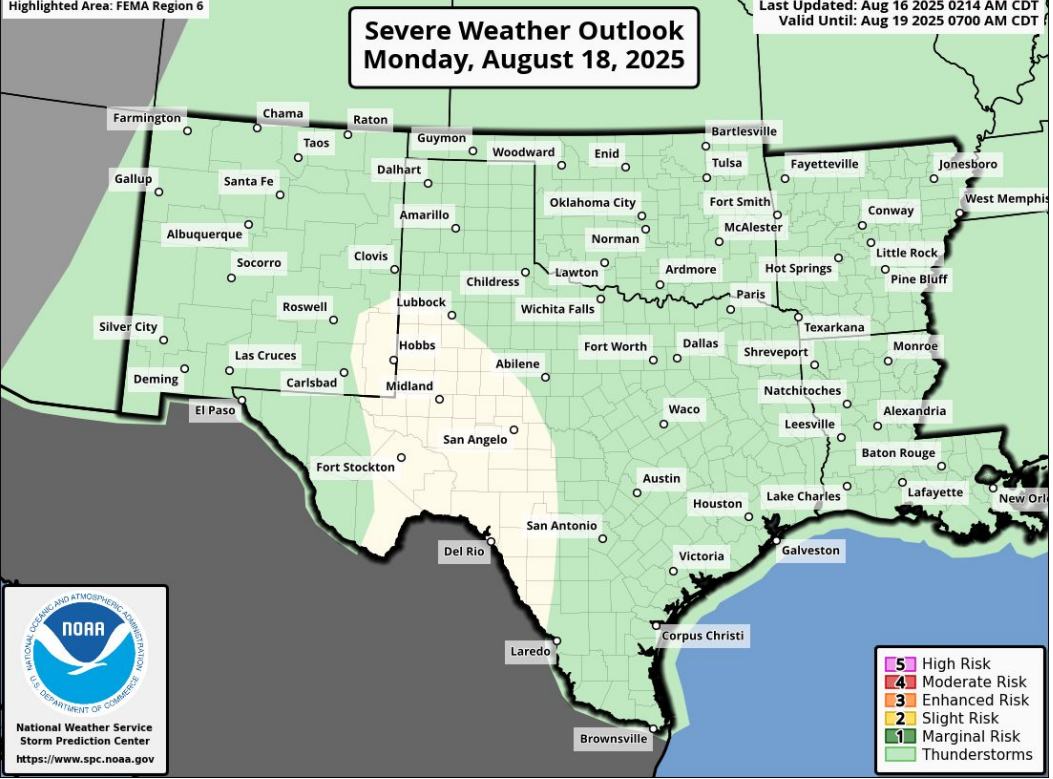 Highlighted Area: FEMA Region 6
Severe Weather Outlook
Monday, August 18, 2025
Last Updated: Aug 16 2025 0214 AM CDT
Valid Until: Aug 19 2025 0700 AM CDT
Farmington
Chama
Raton
Taos
Guymon
Woodward
Enid
Bartlesville
Tulsa
Fayetteville
Jonesboro
Gallup
Santa Fe
Dalhart
West Memphis
Amarillo
Oklahoma City
Fort Smith
Conway
Albuquerque
Norman
McAlester
Little Rock
Socorro
Clovis
Childress
Lawton
Ardmore
Hot Springs
Pine Bluff
Roswell
Lubbock
Wichita Falls
Paris
Texarkana
Silver City
Hobbs
Fort Worth
Dallas
Shreveport
Monroe
Las Cruces
Abilene
Deming
Carlsbad
Midland
Natchitoches
El Paso
Waco
Leesville
Alexandria
San Angelo
Baton Rouge
Fort Stockton
Austin
Lake Charles
Lafayette
New Orl
Houston
San Antonio
Del Rio
Victoria
Galveston
Laredo
Corpus Christi
Brownsville
NATIONAL OCEANIC AND ATMOSPHERIC ADMINISTRATION
NOAA
U.S. DEPARTMENT OF COMMERCE
National Weather Service
Storm Prediction Center
https://www.spc.noaa.gov
5 High Risk
4 Moderate Risk
3 Enhanced Risk
2 Slight Risk
1 Marginal Risk
Thunderstorms